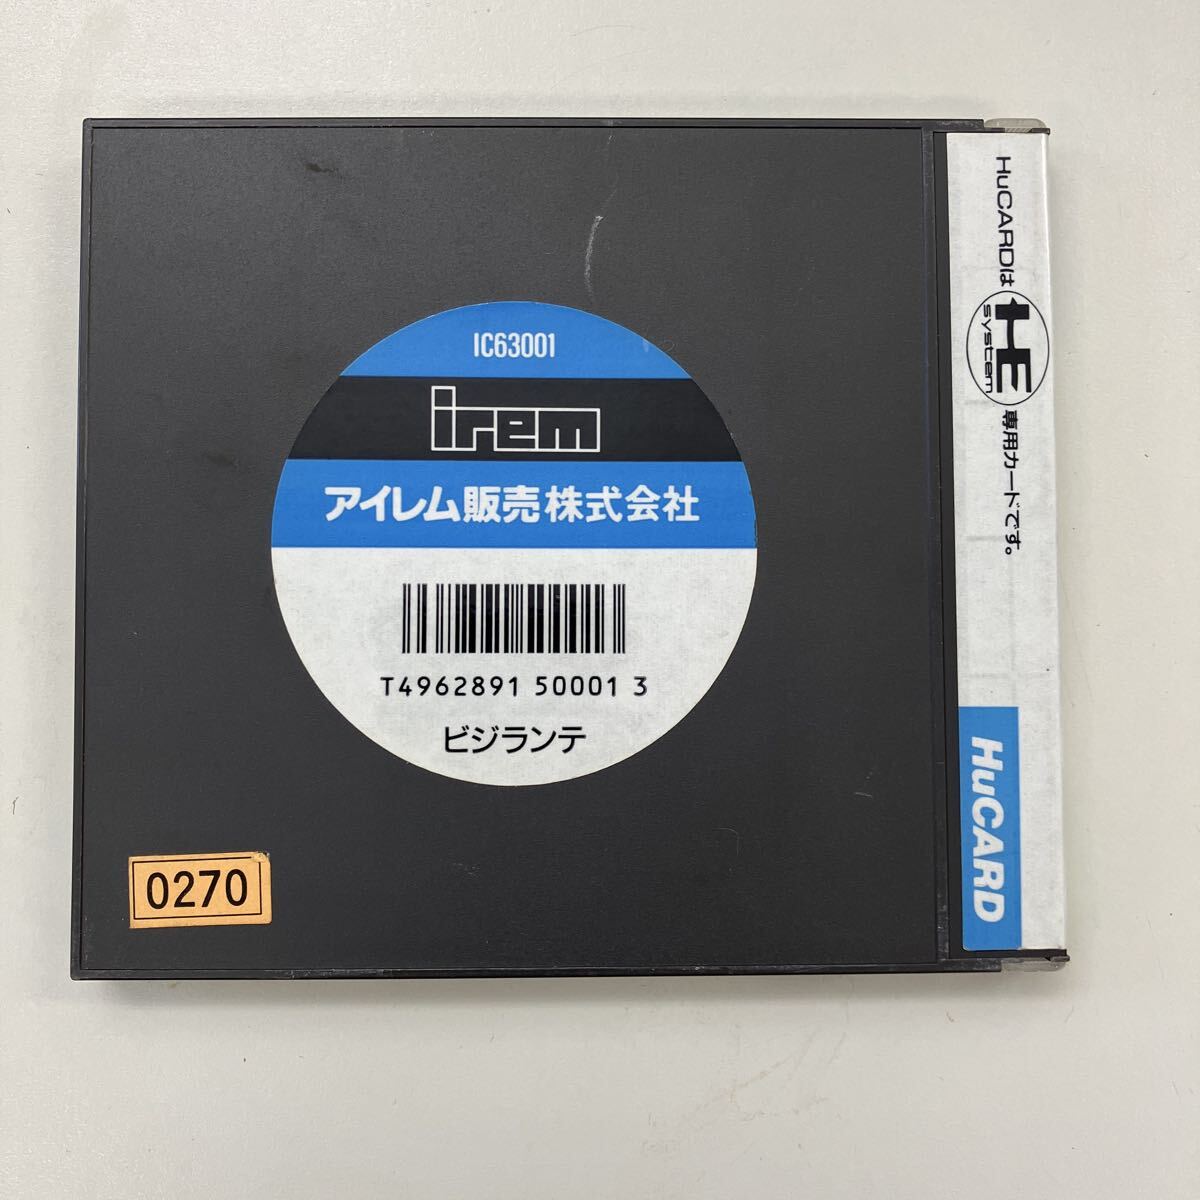 IC63001
irem
アイレム販売株式会社
T4962891 50001 3
ビジランテ
0270
HuCARDは HE system 専用カードです。
HuCARD